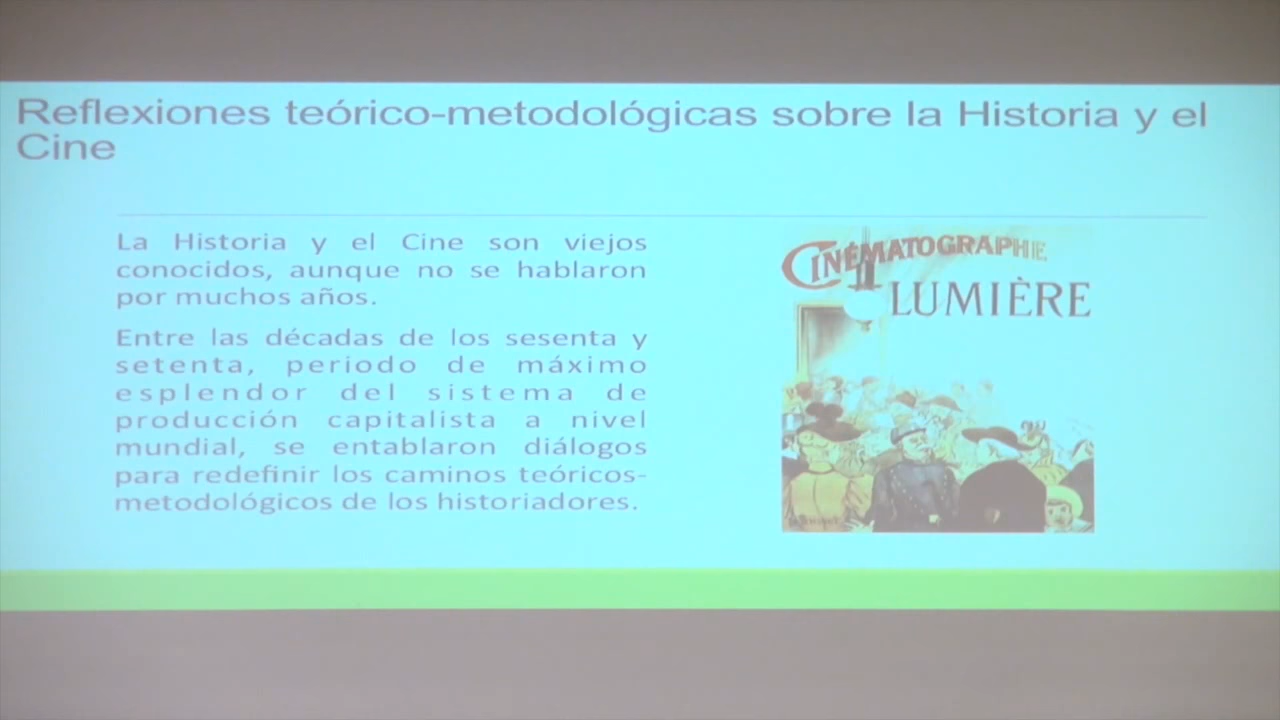 Reflexiones teórico-metodológicas sobre la Historia y el
Cine
La Historia y el Cine son viejos
conocidos, aunque no se hablaron
por muchos años.
Entre las décadas de los sesenta y
setenta, periodo de máximo
esplendor del sistema de
producción capitalista a nivel
mundial, se entablaron diálogos
para redefinir los caminos teóricos-
metodológicos de los historiadores.
CINÉMATOGRAPHE
LUMIÈRE